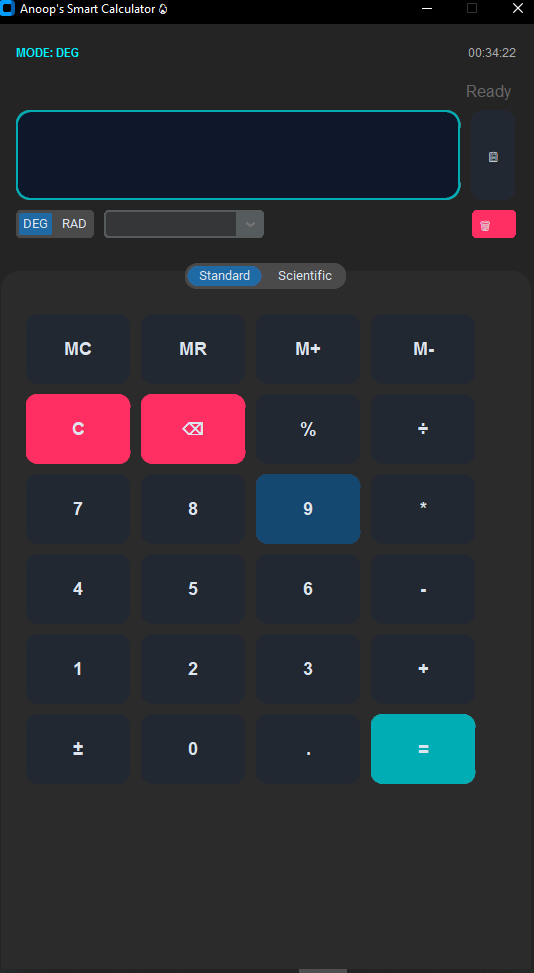 Anoop's Smart Calculator
MODE: DEG 00:34:22
Ready
DEG RAD
Standard Scientific
MC MR M+ M-
C ⌫ % ÷
7 8 9 *
4 5 6 -
1 2 3 +
± 0 . =